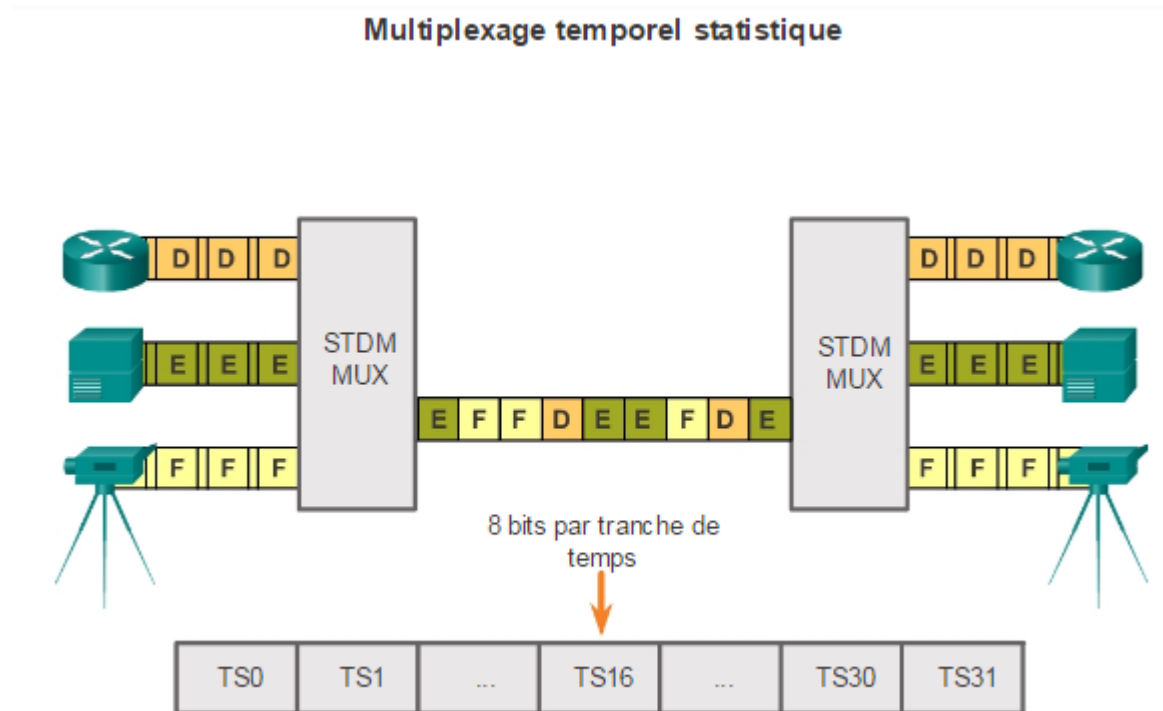 Multiplexage temporel statistique
D D D
D D D
STDM
MUX
STDM
MUX
E E E
E E E
E F F D E E F D E
F F F
F F F
8 bits par tranche de
temps
TS0 TS1 ... TS16 ... TS30 TS31